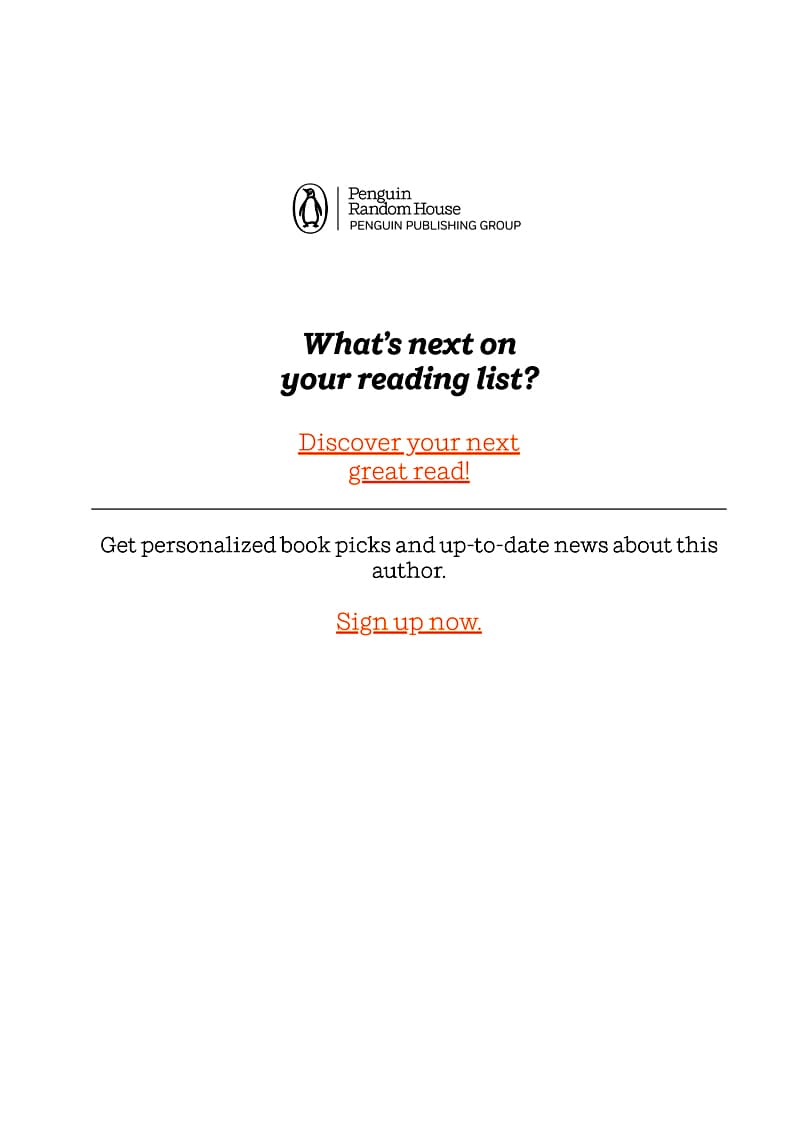 Penguin
Random House
PENGUIN PUBLISHING GROUP
What’s next on
your reading list?
Discover your next
great read!
Get personalized book picks and up-to-date news about this
author.
Sign up now.